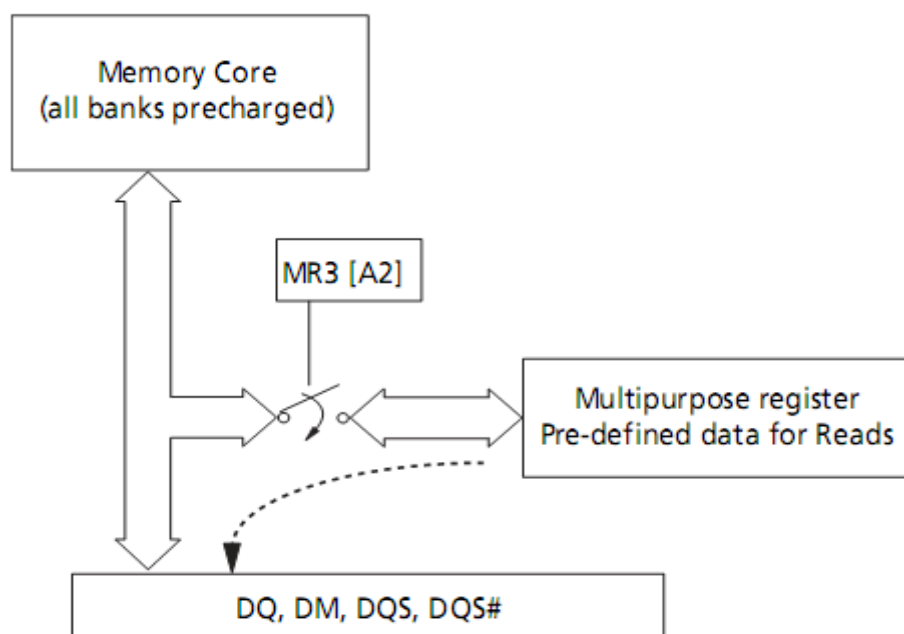 Memory Core
(all banks precharged)
MR3 [A2]
Multipurpose register
Pre-defined data for Reads
DQ, DM, DQS, DQS#